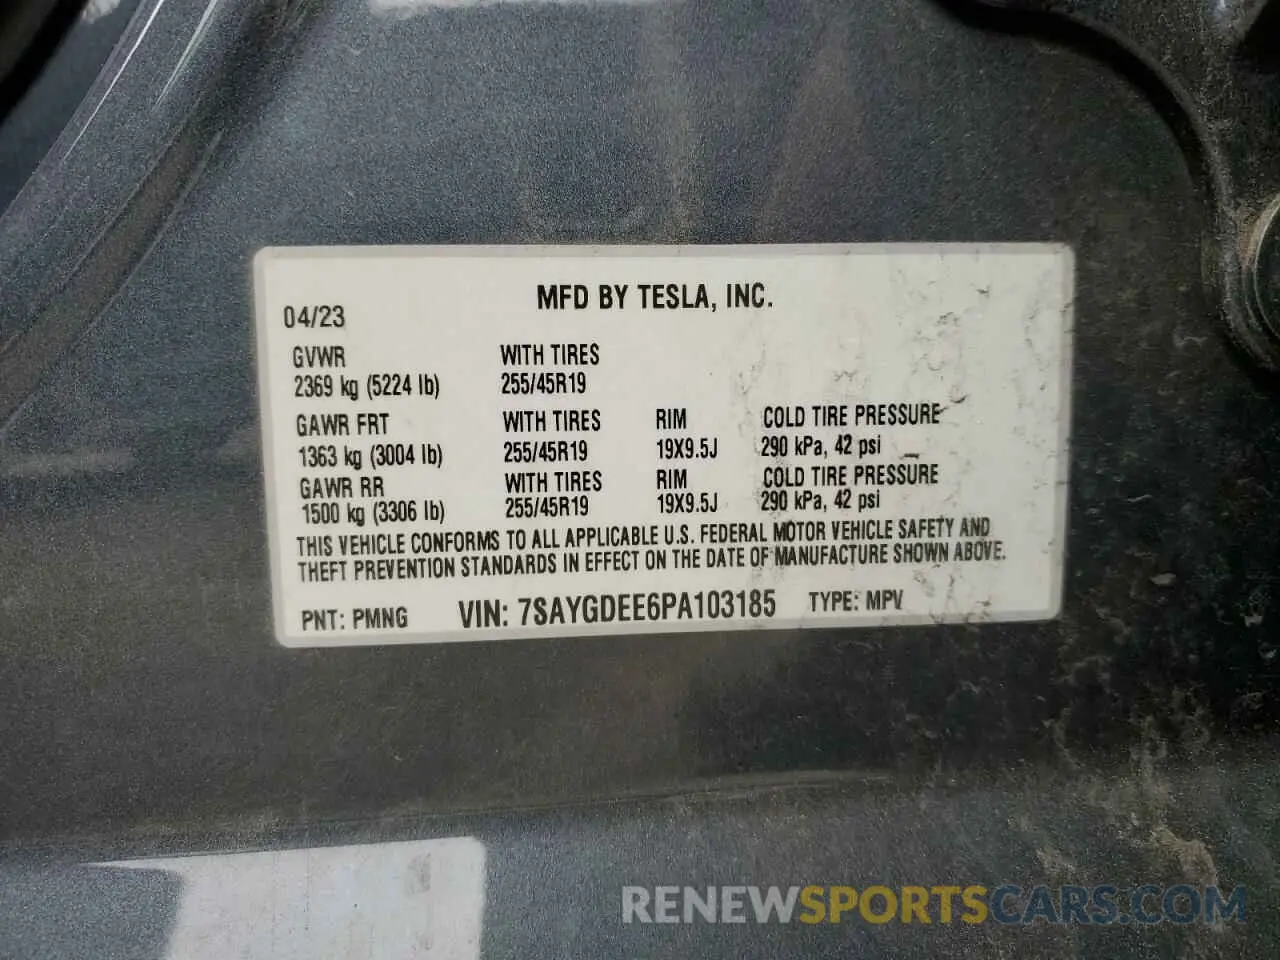 MFD BY TESLA, INC.
04/23
GVWR WITH TIRES
2369 kg (5224 lb) 255/45R19
GAWR FRT WITH TIRES RIM COLD TIRE PRESSURE
1363 kg (3004 lb) 255/45R19 19X9.5J 290 kPa, 42 psi
GAWR RR WITH TIRES RIM COLD TIRE PRESSURE
1500 kg (3306 lb) 255/45R19 19X9.5J 290 kPa, 42 psi
THIS VEHICLE CONFORMS TO ALL APPLICABLE U.S. FEDERAL MOTOR VEHICLE SAFETY AND
THEFT PREVENTION STANDARDS IN EFFECT ON THE DATE OF MANUFACTURE SHOWN ABOVE.
PNT: PMNG VIN: 7SAYGDEE6PA103185 TYPE: MPV
RENEWSPORTSCARS.COM